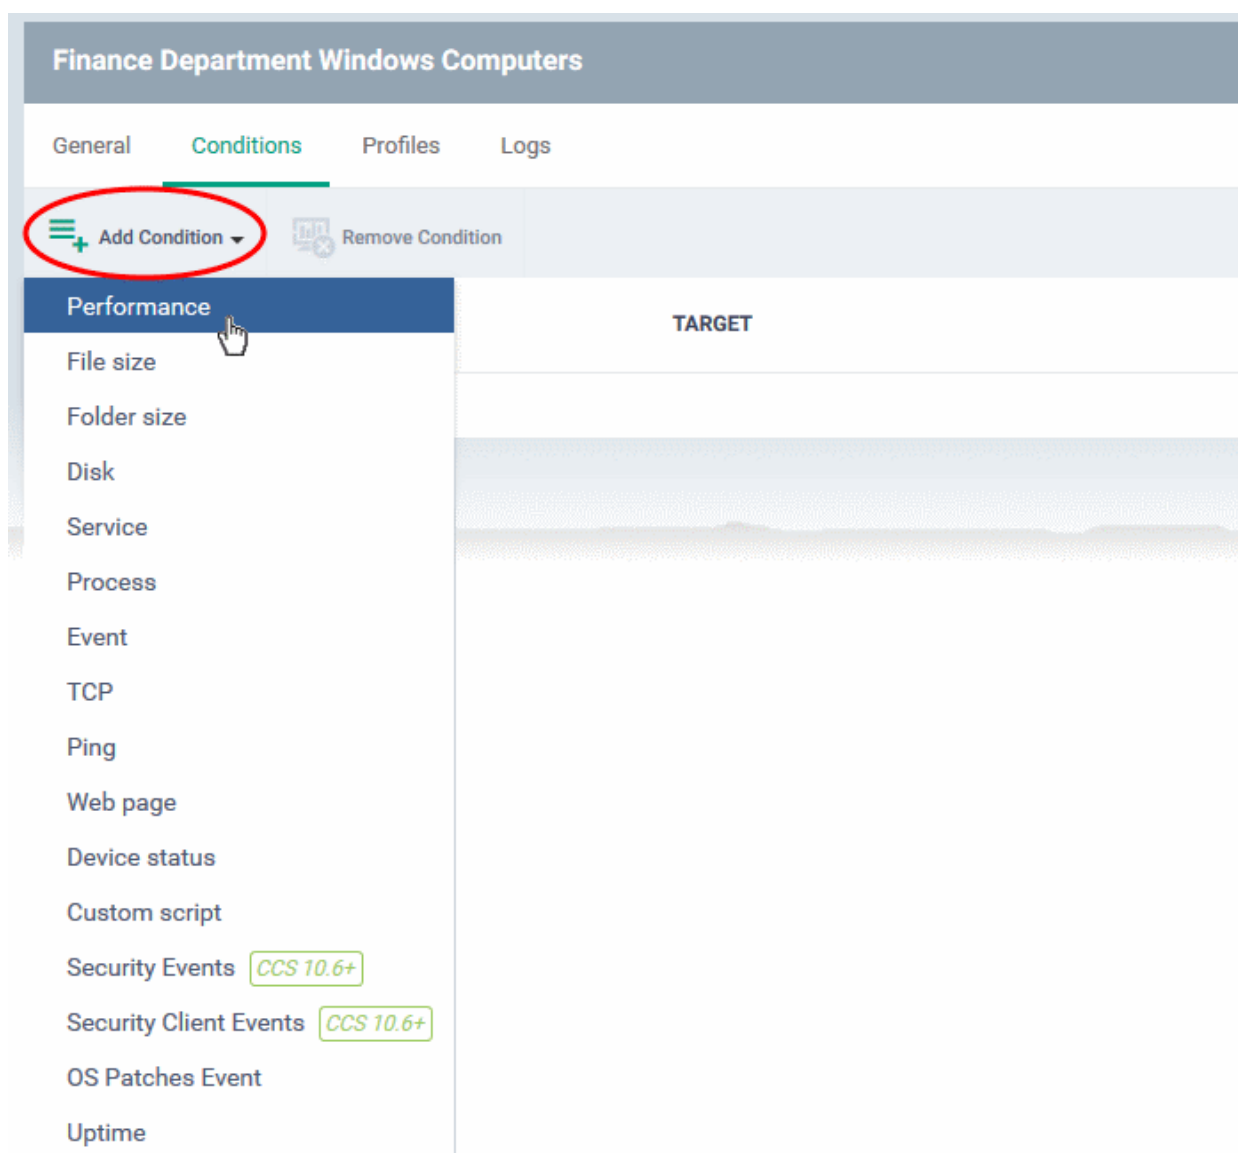 Finance Department Windows Computers
General Conditions Profiles Logs
Add Condition Remove Condition
Performance
TARGET
File size
Folder size
Disk
Service
Process
Event
TCP
Ping
Web page
Device status
Custom script
Security Events CCS 10.6+
Security Client Events CCS 10.6+
OS Patches Event
Uptime